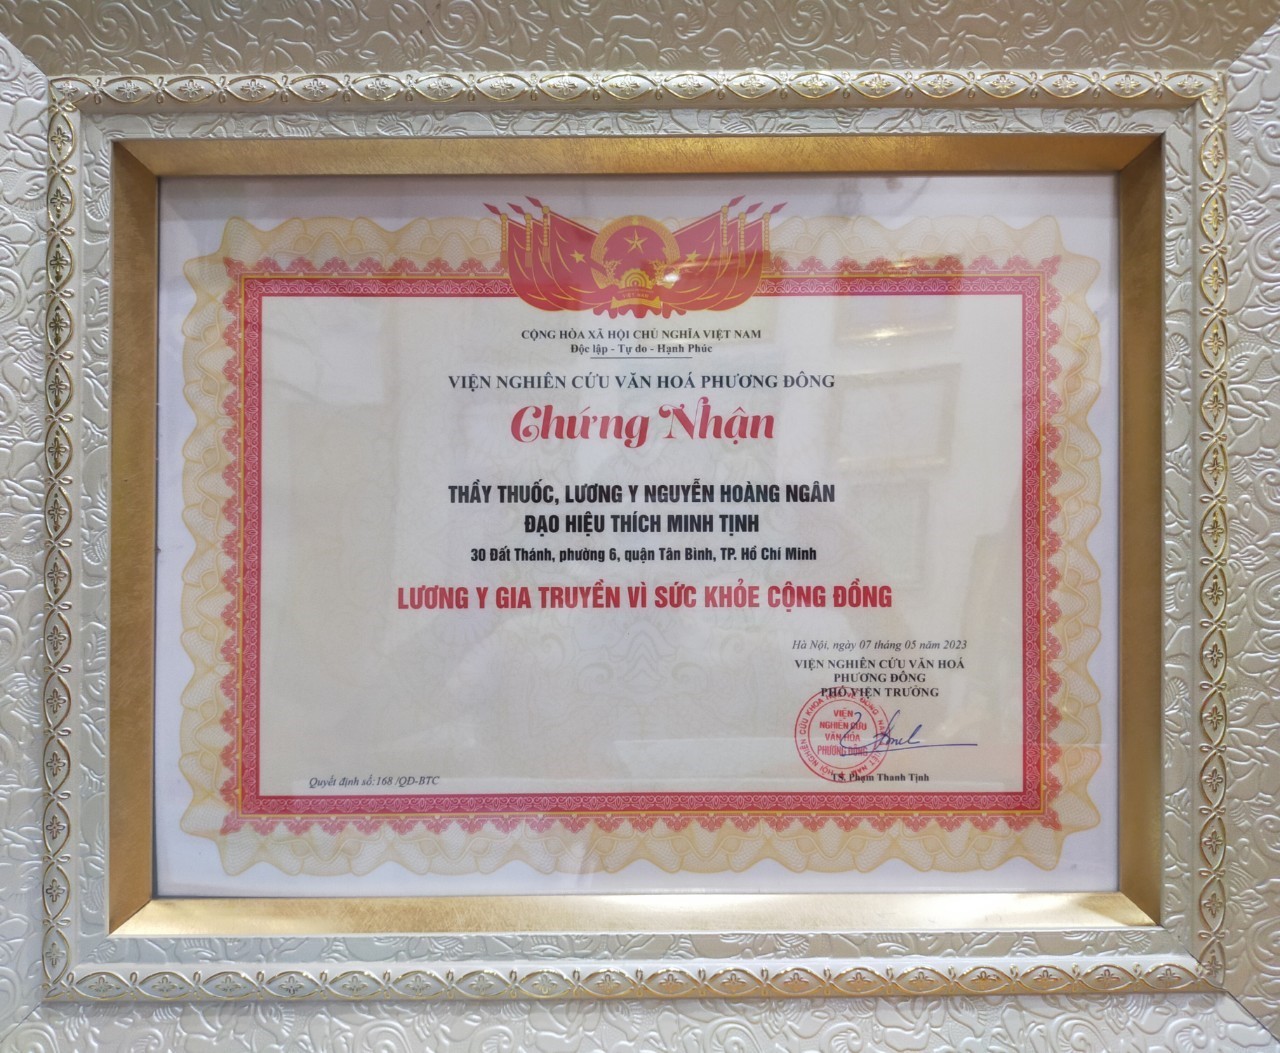 VIỆT NAM
CỘNG HÒA XÃ HỘI CHỦ NGHĨA VIỆT NAM
Độc lập - Tự do - Hạnh Phúc
VIỆN NGHIÊN CỨU VĂN HOÁ PHƯƠNG ĐÔNG
Chứng Nhận
THẦY THUỐC, LƯƠNG Y NGUYỄN HOÀNG NGÂN
ĐẠO HIỆU THÍCH MINH TỊNH
30 Đất Thánh, phường 6, quận Tân Bình, TP. Hồ Chí Minh
LƯƠNG Y GIA TRUYỀN VÌ SỨC KHỎE CỘNG ĐỒNG
Hà Nội, ngày 07 tháng 05 năm 2023
VIỆN NGHIÊN CỨU VĂN HOÁ
PHƯƠNG ĐÔNG
PHÓ VIỆN TRƯỞNG
VIỆN
NGHIÊN CỨU
VĂN HÓA
PHƯƠNG ĐÔNG
TS. Phạm Thanh Tịnh
Quyết định số:168 /QĐ-BTC